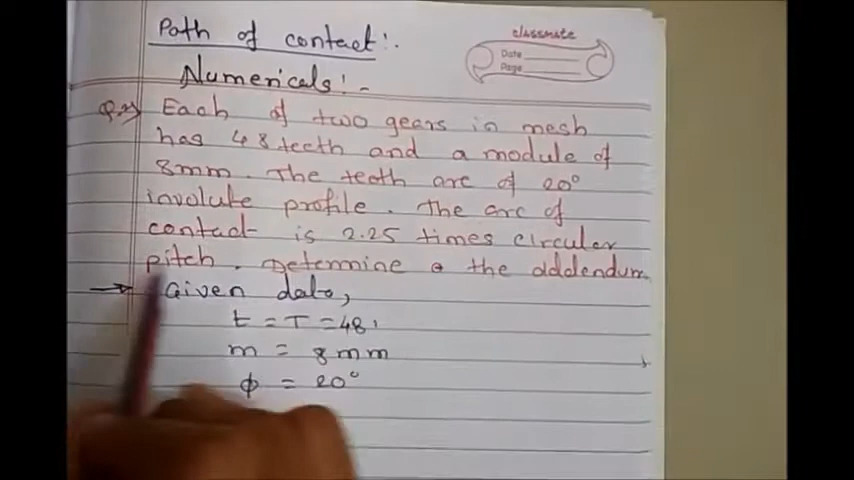 Path of contact:.
classmate
Date
Page
Numericals:-
Q.2) Each of two gears in mesh
has 48 teeth and a module of
8mm. The teeth are of 20°
involute profile. The arc of
contact is 2.25 times circular
pitch. Determine the addendum.
→ Given data,
t = T = 48,
m = 8mm
φ = 20°